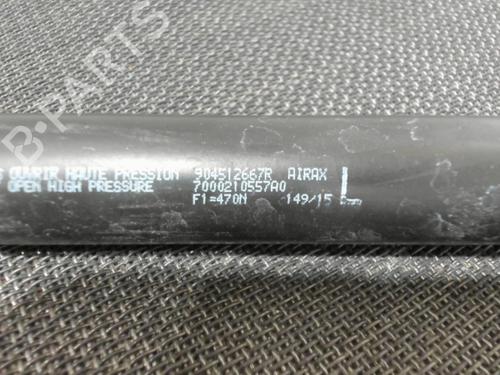 OUVRIR HAUTE PRESSION 904512667R AIRAX
OPEN HIGH PRESSURE 7000210557A0
F1=470N 149/15
B-Parts